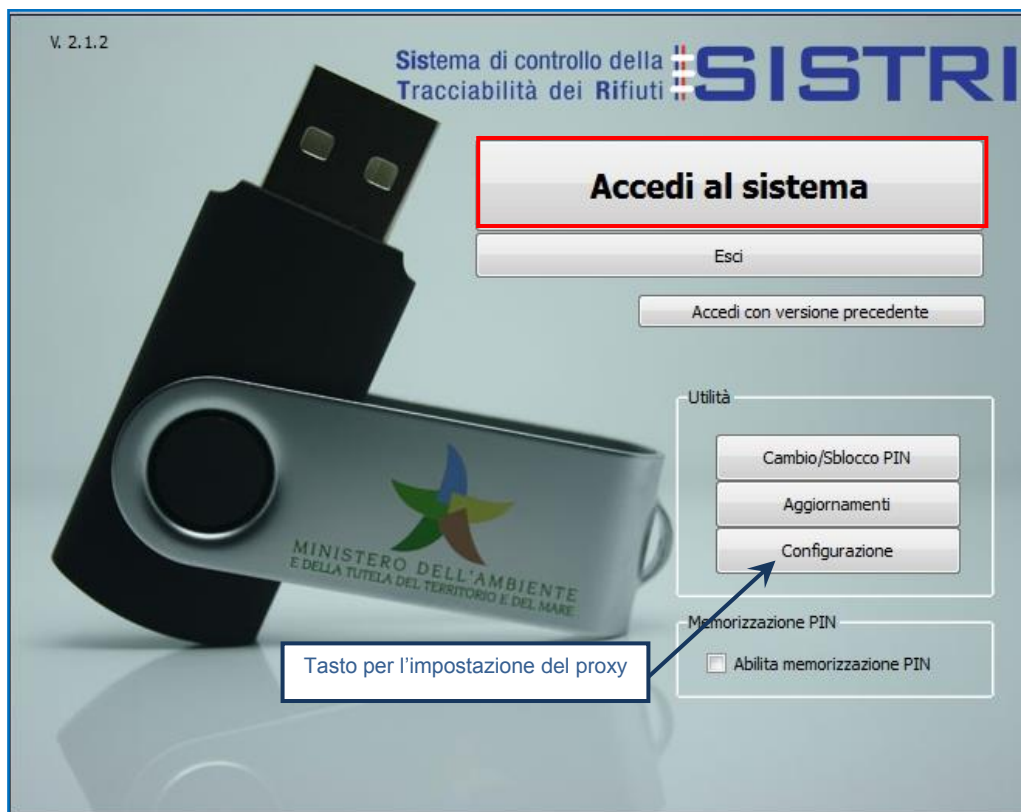 V. 2.1.2
Sistema di controllo della
Tracciabilità dei Rifiuti
SISTRI
Accedi al sistema
Esci
Accedi con versione precedente
Utilità
Cambio/Sblocco PIN
Aggiornamenti
Configurazione
MINISTERO DELL'AMBIENTE
E DELLA TUTELA DEL TERRITORIO E DEL MARE
Memorizzazione PIN
Tasto per l’impostazione del proxy
Abilita memorizzazione PIN